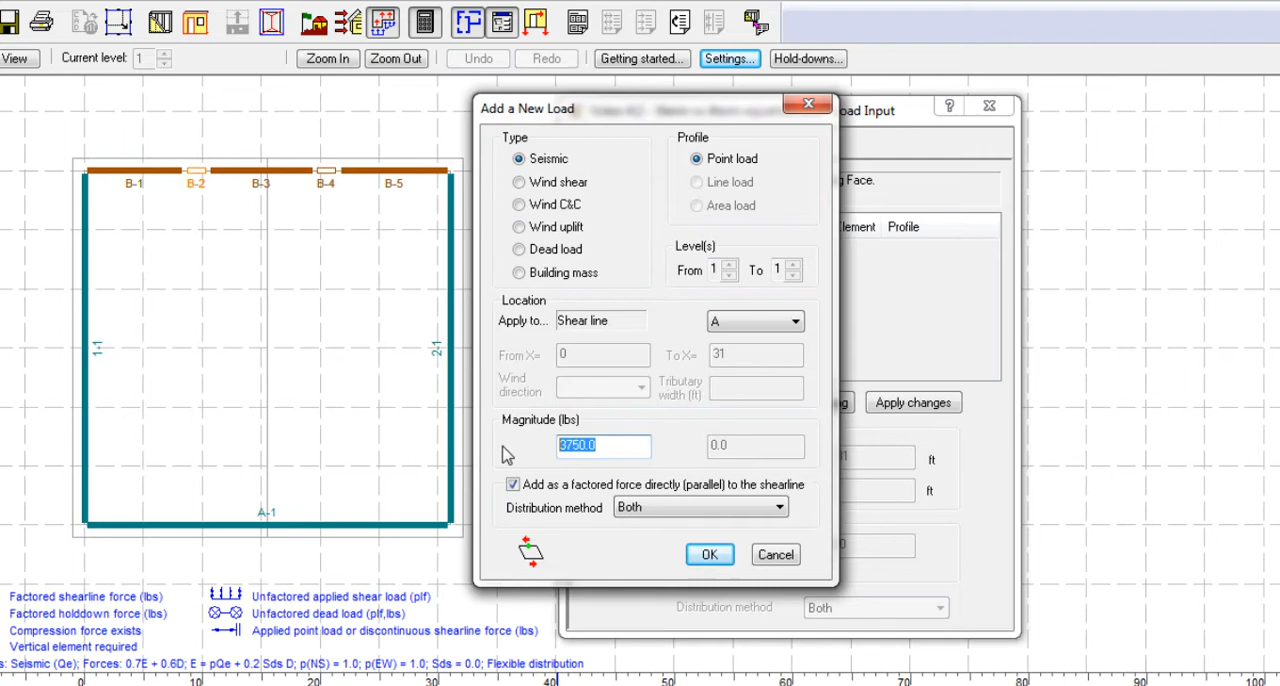 View
Current level: 1
Zoom In
Zoom Out
Undo
Redo
Getting started...
Settings...
Hold-downs...
Add a New Load
oad Input
Type
Profile
Seismic
Point load
g Face.
Wind shear
Line load
Wind C&C
Area load
Wind uplift
lement Profile
Dead load
Level(s)
Building mass
From 1 To 1
B-1 B-2 B-3 B-4 B-5
Location
Apply to... Shear line A
1-1
2-1
From X= 0 To X= 31
Wind direction
Tributary width (ft)
g
Apply changes
Magnitude (lbs)
3750.0
0.0
ft
ft
Add as a factored force directly (parallel) to the shearline
Distribution method Both
A-1
OK
Cancel
Factored shearline force (lbs)
Unfactored applied shear load (plf)
Factored holddown force (lbs)
Unfactored dead load (plf,lbs)
Compression force exists
Applied point load or discontinuous shearline force (lbs)
Vertical element required
Distribution method Both
s: Seismic (Qe); Forces: 0.7E + 0.6D; E = pQe + 0.2 Sds D; p(NS) = 1.0; p(EW) = 1.0; Sds = 0.0; Flexible distribution
0 10 20 30 40 50 60 70 80 90 100